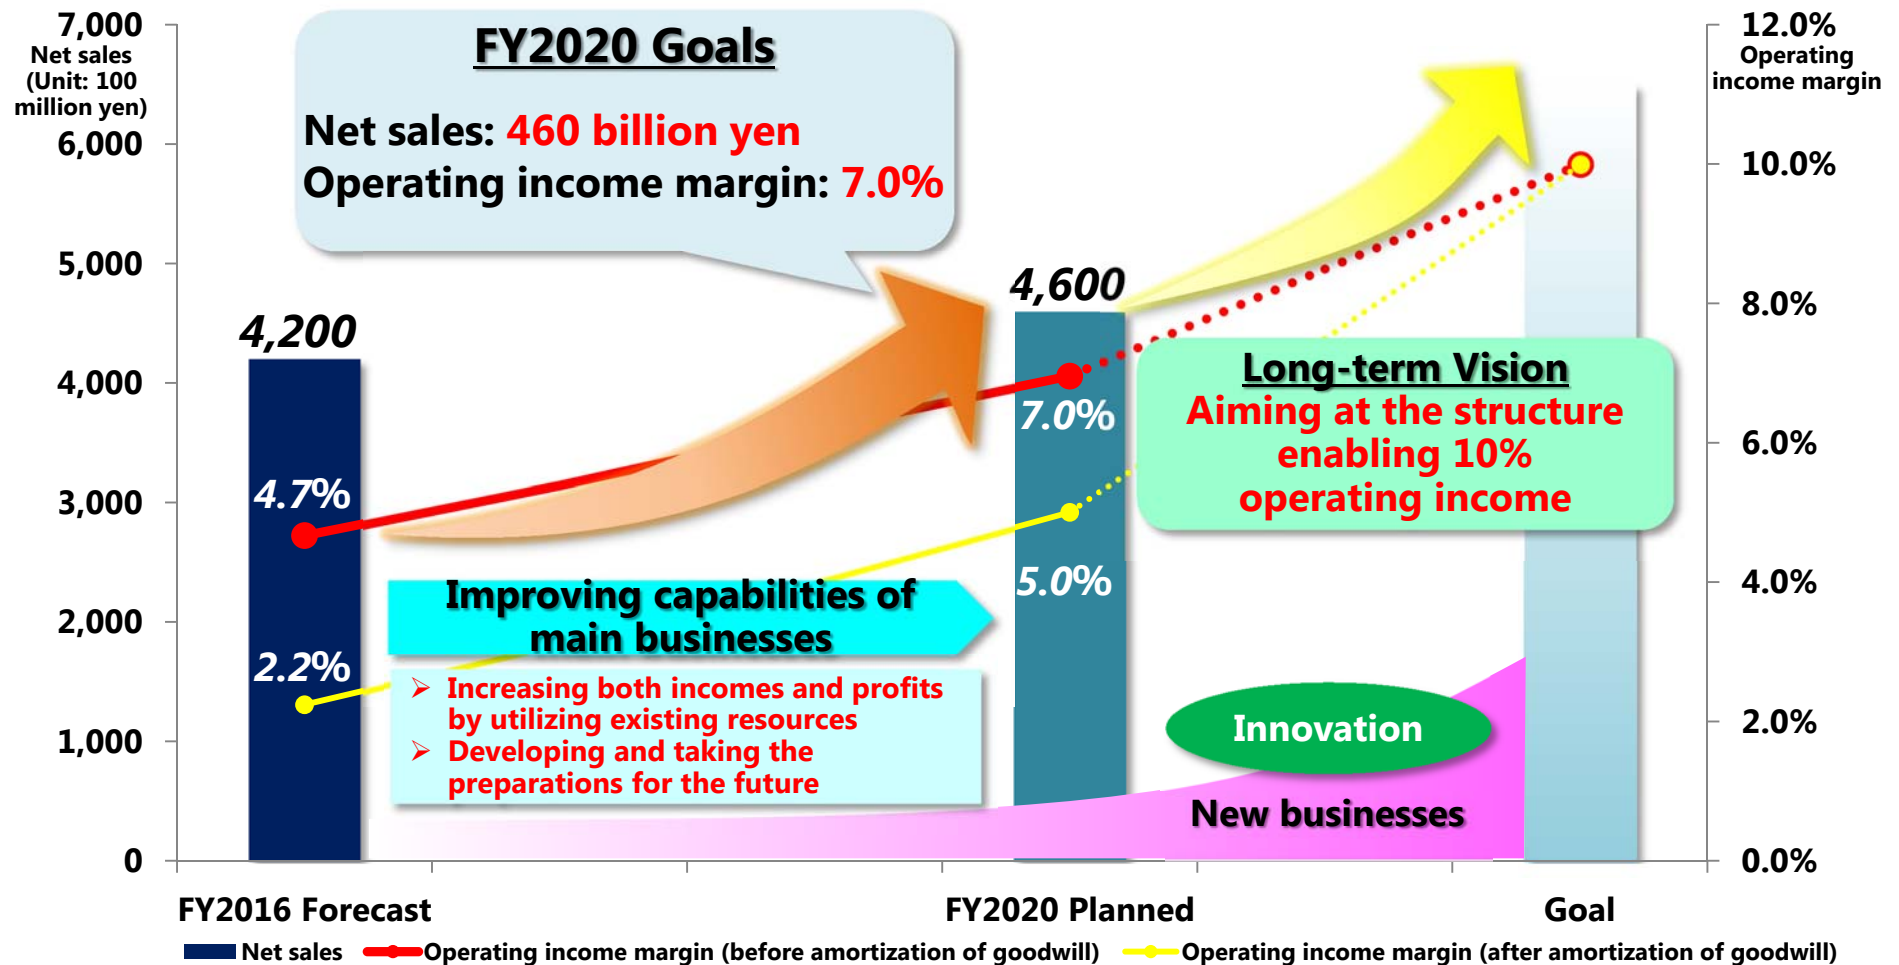 7,000
Net sales
(Unit: 100
million yen)
6,000
5,000
4,000
3,000
2,000
1,000
0
12.0%
Operating
income margin
10.0%
8.0%
6.0%
4.0%
2.0%
0.0%
FY2020 Goals
Net sales: 460 billion yen
Operating income margin: 7.0%
4,200
4.7%
2.2%
4,600
7.0%
5.0%
Long-term Vision
Aiming at the structure
enabling 10%
operating income
Improving capabilities of
main businesses
➢ Increasing both incomes and profits
by utilizing existing resources
➢ Developing and taking the
preparations for the future
Innovation
New businesses
FY2016 Forecast
FY2020 Planned
Goal
Net sales
Operating income margin (before amortization of goodwill)
Operating income margin (after amortization of goodwill)